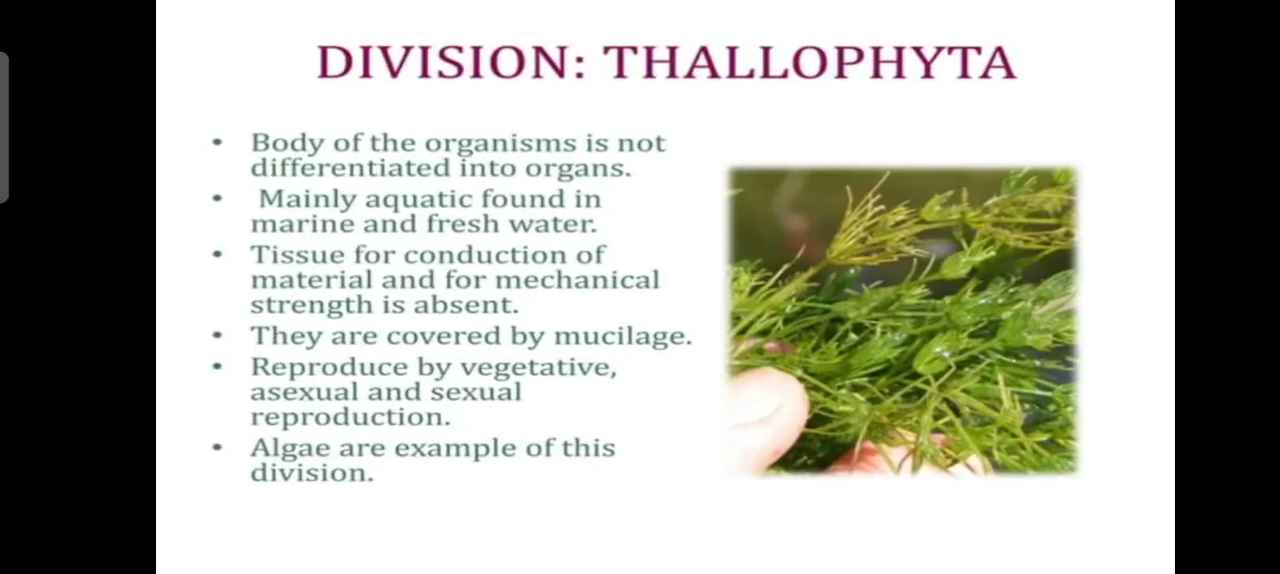 DIVISION: THALLOPHYTA
• Body of the organisms is not
differentiated into organs.
• Mainly aquatic found in
marine and fresh water.
• Tissue for conduction of
material and for mechanical
strength is absent.
• They are covered by mucilage.
• Reproduce by vegetative,
asexual and sexual
reproduction.
• Algae are example of this
division.